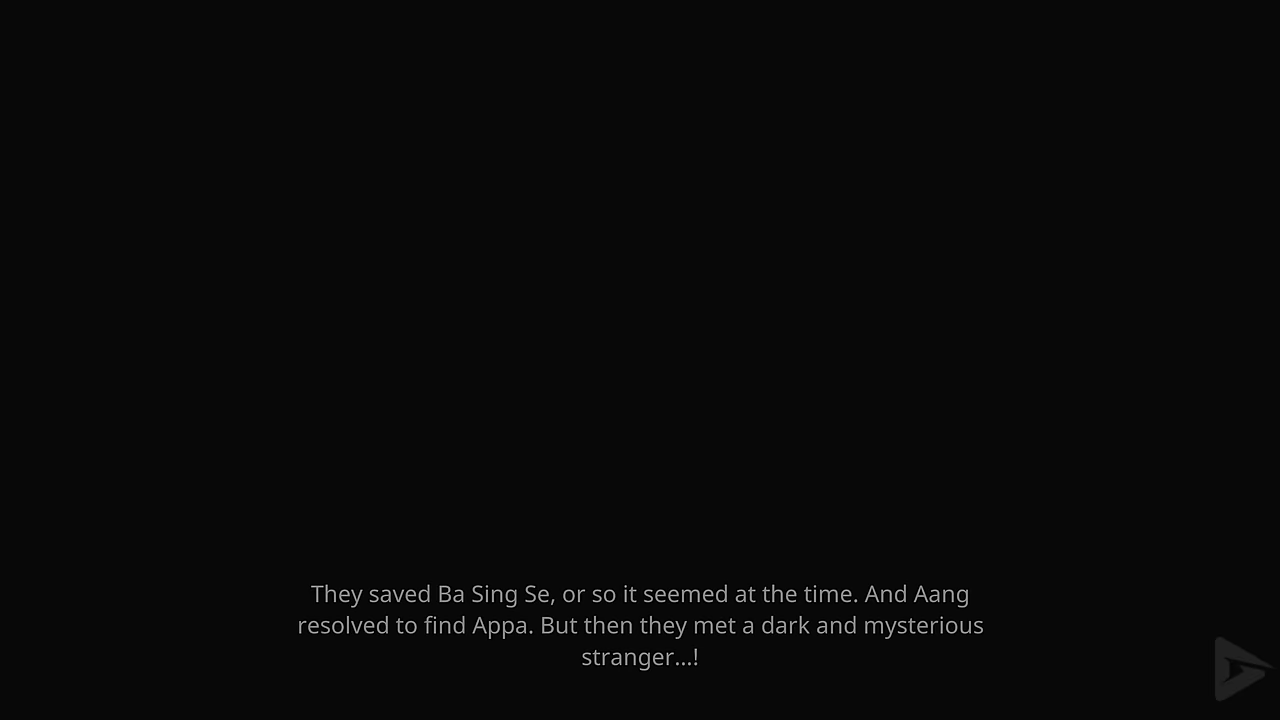 They saved Ba Sing Se, or so it seemed at the time. And Aang
resolved to find Appa. But then they met a dark and mysterious
stranger...!